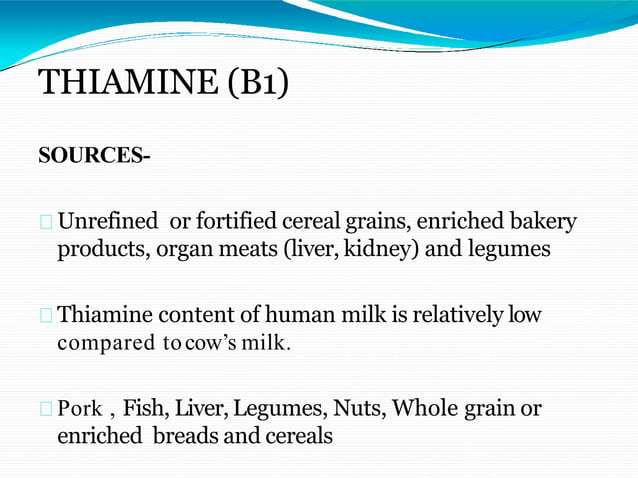 THIAMINE (B1)
SOURCES-
Unrefined or fortified cereal grains, enriched bakery
products, organ meats (liver, kidney) and legumes
Thiamine content of human milk is relatively low
compared to cow’s milk.
Pork , Fish, Liver, Legumes, Nuts, Whole grain or
enriched breads and cereals